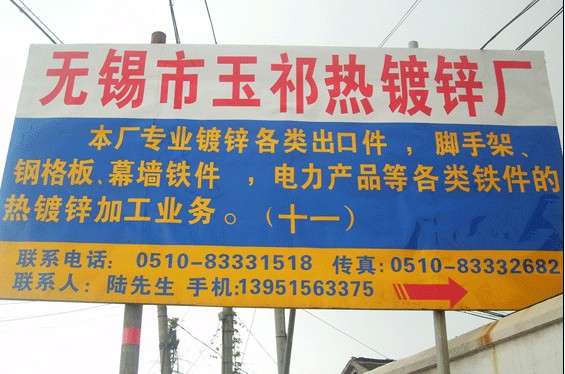 无锡市玉祁热镀锌厂
本厂专业镀锌各类出口件，脚手架、
钢格板、幕墙铁件，电力产品等各类铁件的
热镀锌加工业务。(十一)
联系电话: 0510-83331518 传真:0510-83332682
联系人: 陆先生 手机:13951563375